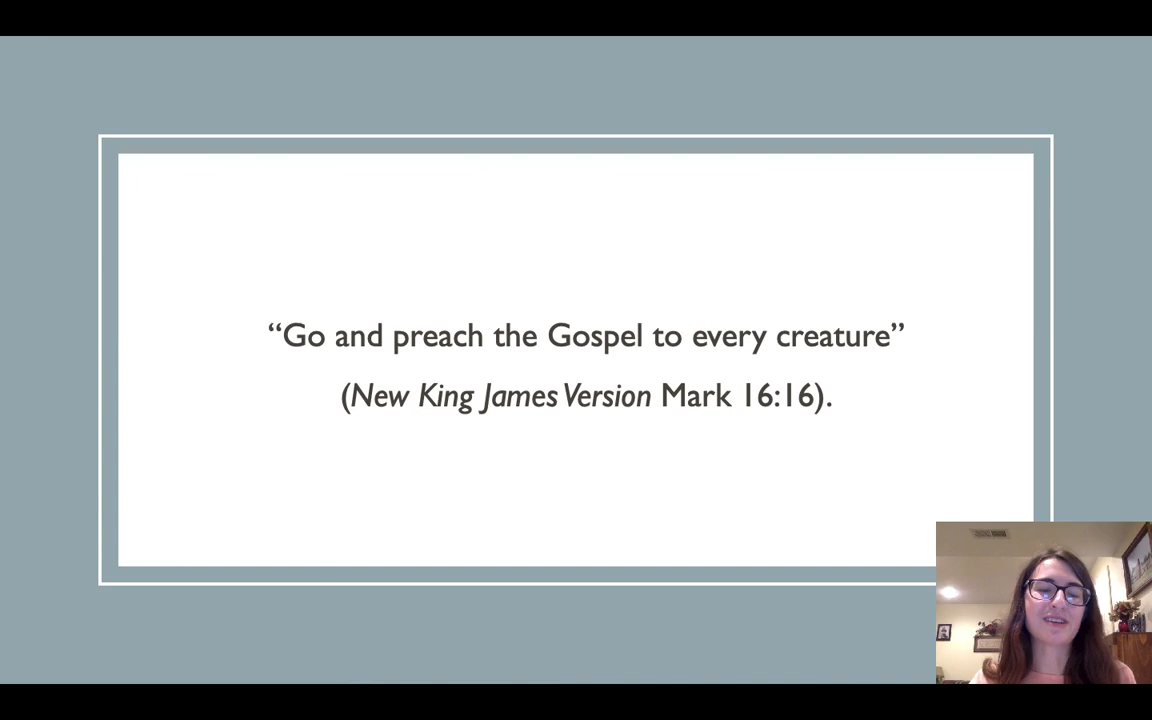 “Go and preach the Gospel to every creature”
(New King James Version Mark 16:16).